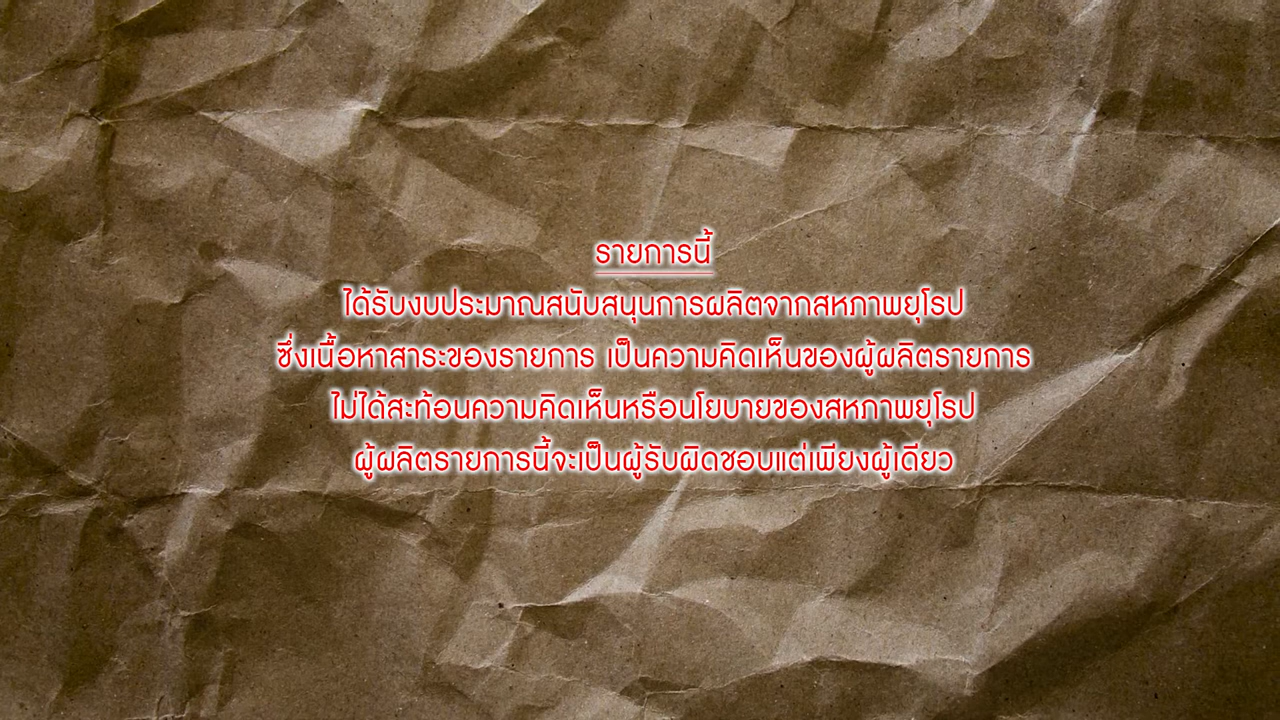 รายการนี้
ได้รับงบประมาณสนับสนุนการผลิตจากสหภาพยุโรป
ซึ่งเนื้อหาสาระของรายการ เป็นความคิดเห็นของผู้ผลิตรายการ
ไม่ได้สะท้อนความคิดเห็นหรือนโยบายของสหภาพยุโรป
ผู้ผลิตรายการนี้จะเป็นผู้รับผิดชอบแต่เพียงผู้เดียว